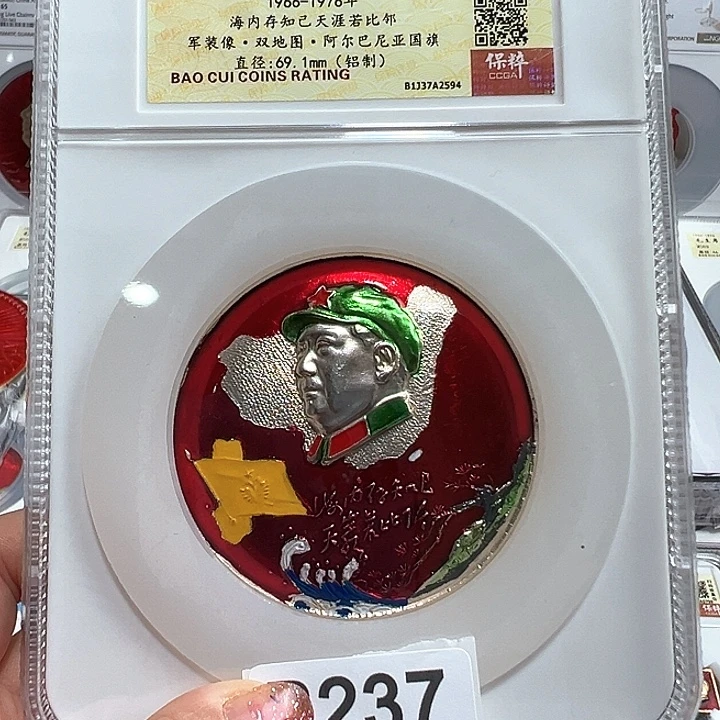 1966-1976年
海内存知己天涯若比邻
军装像·双地图·阿尔巴尼亚国旗
直径:69.1mm（铝制）
BAO CUI COINS RATING
B1J37A2594
保粹
CCGA
海内存知己
天涯若比邻
237